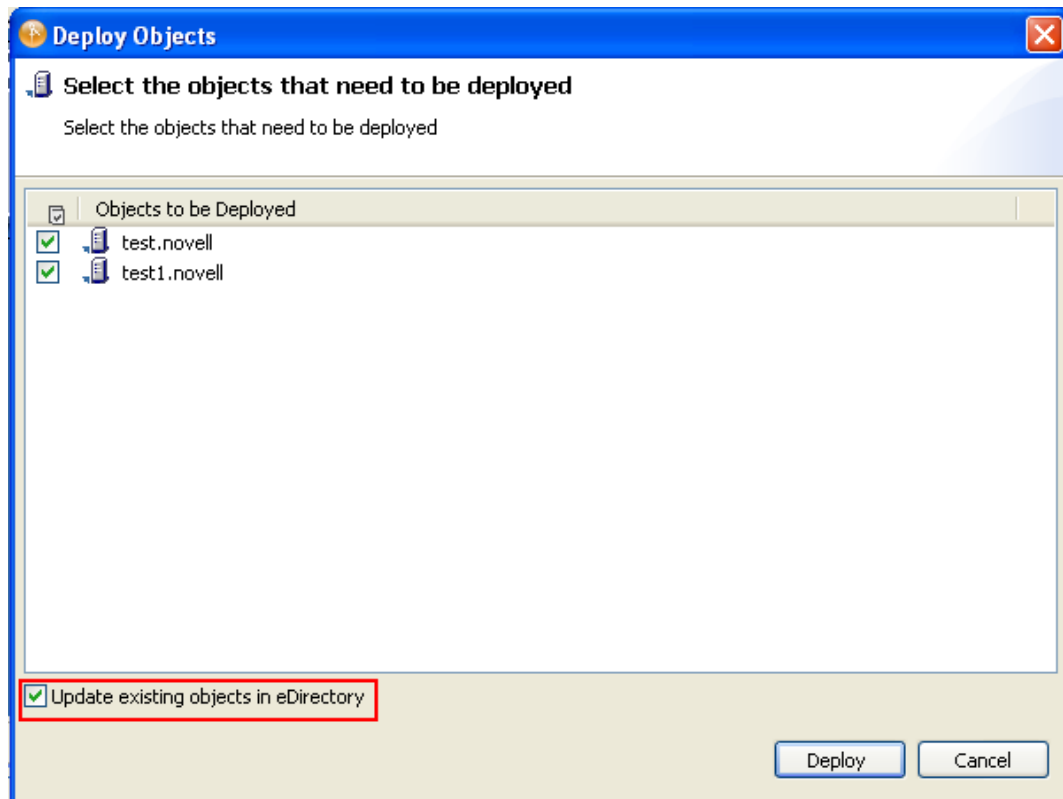 Deploy Objects
Select the objects that need to be deployed
Select the objects that need to be deployed
Objects to be Deployed
test.novell
test1.novell
Update existing objects in eDirectory
Deploy Cancel